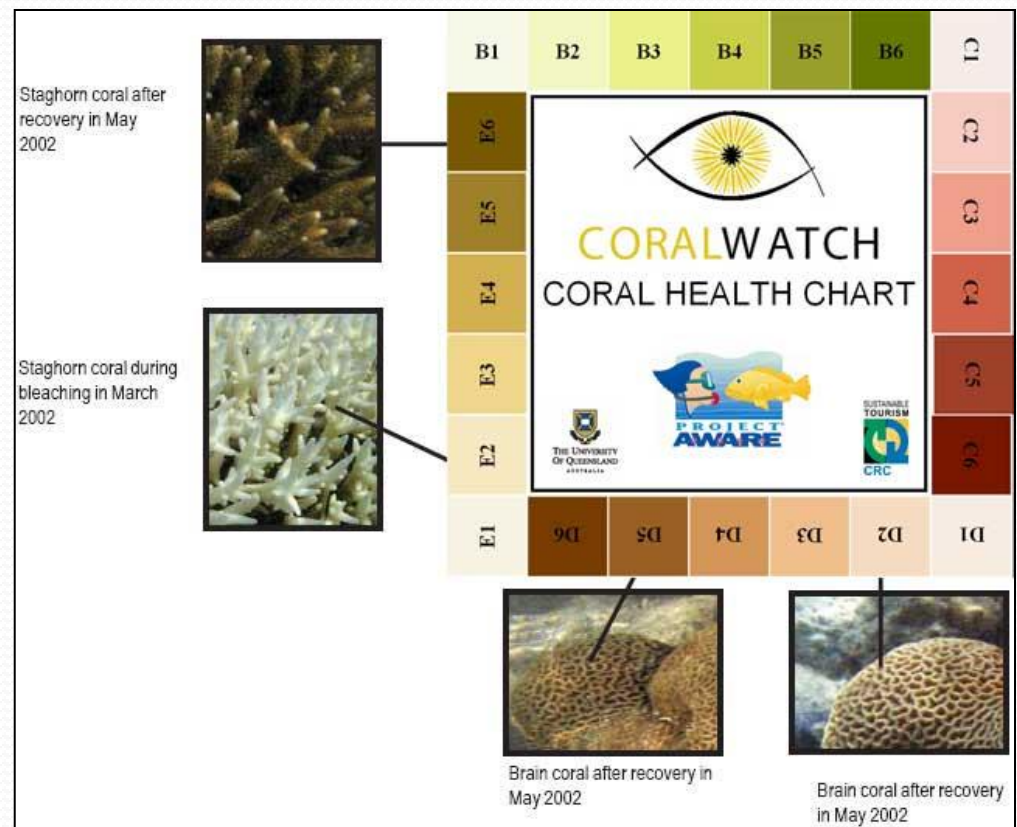 Staghorn coral after
recovery in May
2002
B1 B2 B3 B4 B5 B6 C1
E6
E5
E4
E3
E2
E1
C2
C3
C4
C5
C6
CORALWATCH
CORAL HEALTH CHART
PROJECT
AWARE
THE UNIVERSITY
OF QUEENSLAND
AUSTRALIA
SUSTAINABLE
TOURISM
CRC
Staghorn coral during
bleaching in March
2002
D6 D5 D4 D3 D2 D1
Brain coral after recovery in
May 2002
Brain coral after recovery
in May 2002